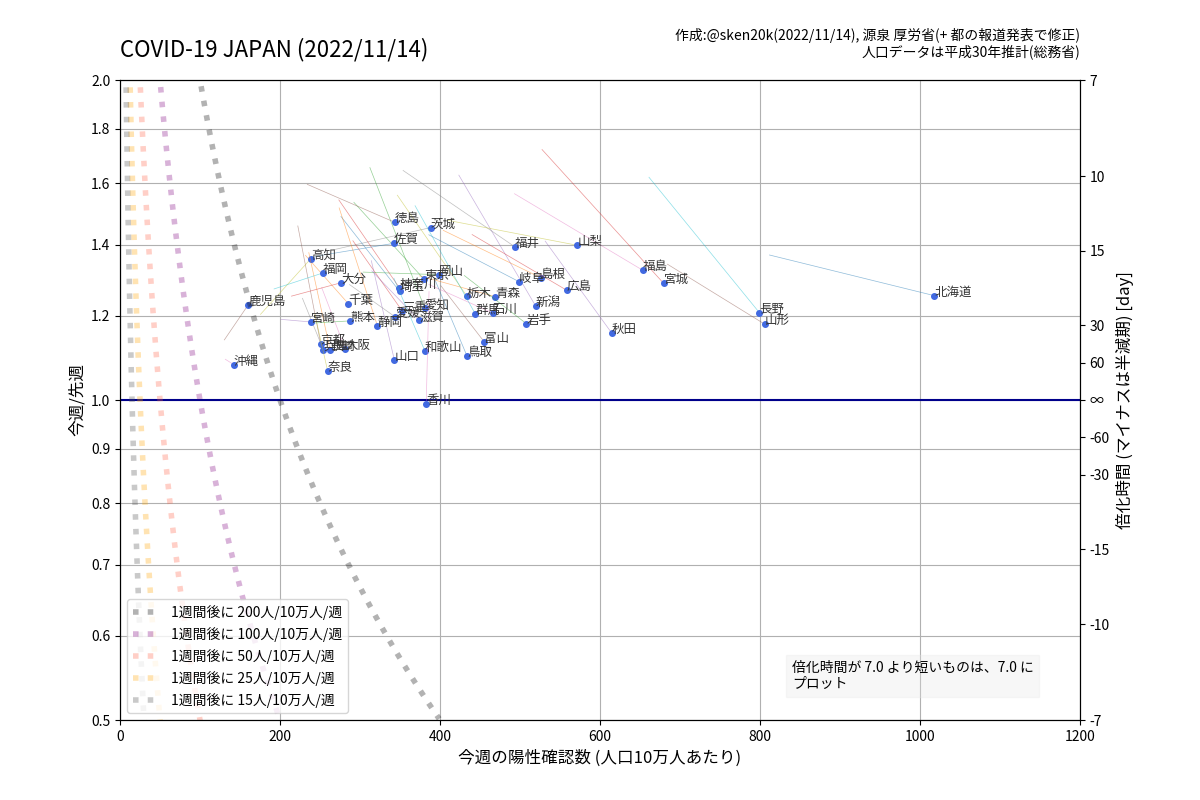 COVID-19 JAPAN (2022/11/14)
作成:@sken20k(2022/11/14), 源泉 厚労省(+ 都の報道発表で修正)
人口データは平成30年推計(総務省)
2.0
1.8
1.6
1.4
1.2
1.0
0.9
0.8
0.7
0.6
0.5
今週/先週
7
10
15
30
60
∞
-60
-30
-15
-10
-7
倍化時間 (マイナスは半減期) [day]
徳島
茨城
佐賀
福井
山梨
高知
福岡
大分
東京
岡山
岐阜
島根
福島
宮城
広島
北海道
埼玉
栃木
青森
鹿児島
千葉
愛知
新潟
群馬
石川
長野
山形
宮崎
熊本
静岡
滋賀
岩手
秋田
京都
大阪
富山
和歌山
鳥取
山口
沖縄
奈良
香川
1週間後に 200人/10万人/週
1週間後に 100人/10万人/週
1週間後に 50人/10万人/週
1週間後に 25人/10万人/週
1週間後に 15人/10万人/週
倍化時間が 7.0 より短いものは、7.0 に
プロット
0 200 400 600 800 1000 1200
今週の陽性確認数 (人口10万人あたり)